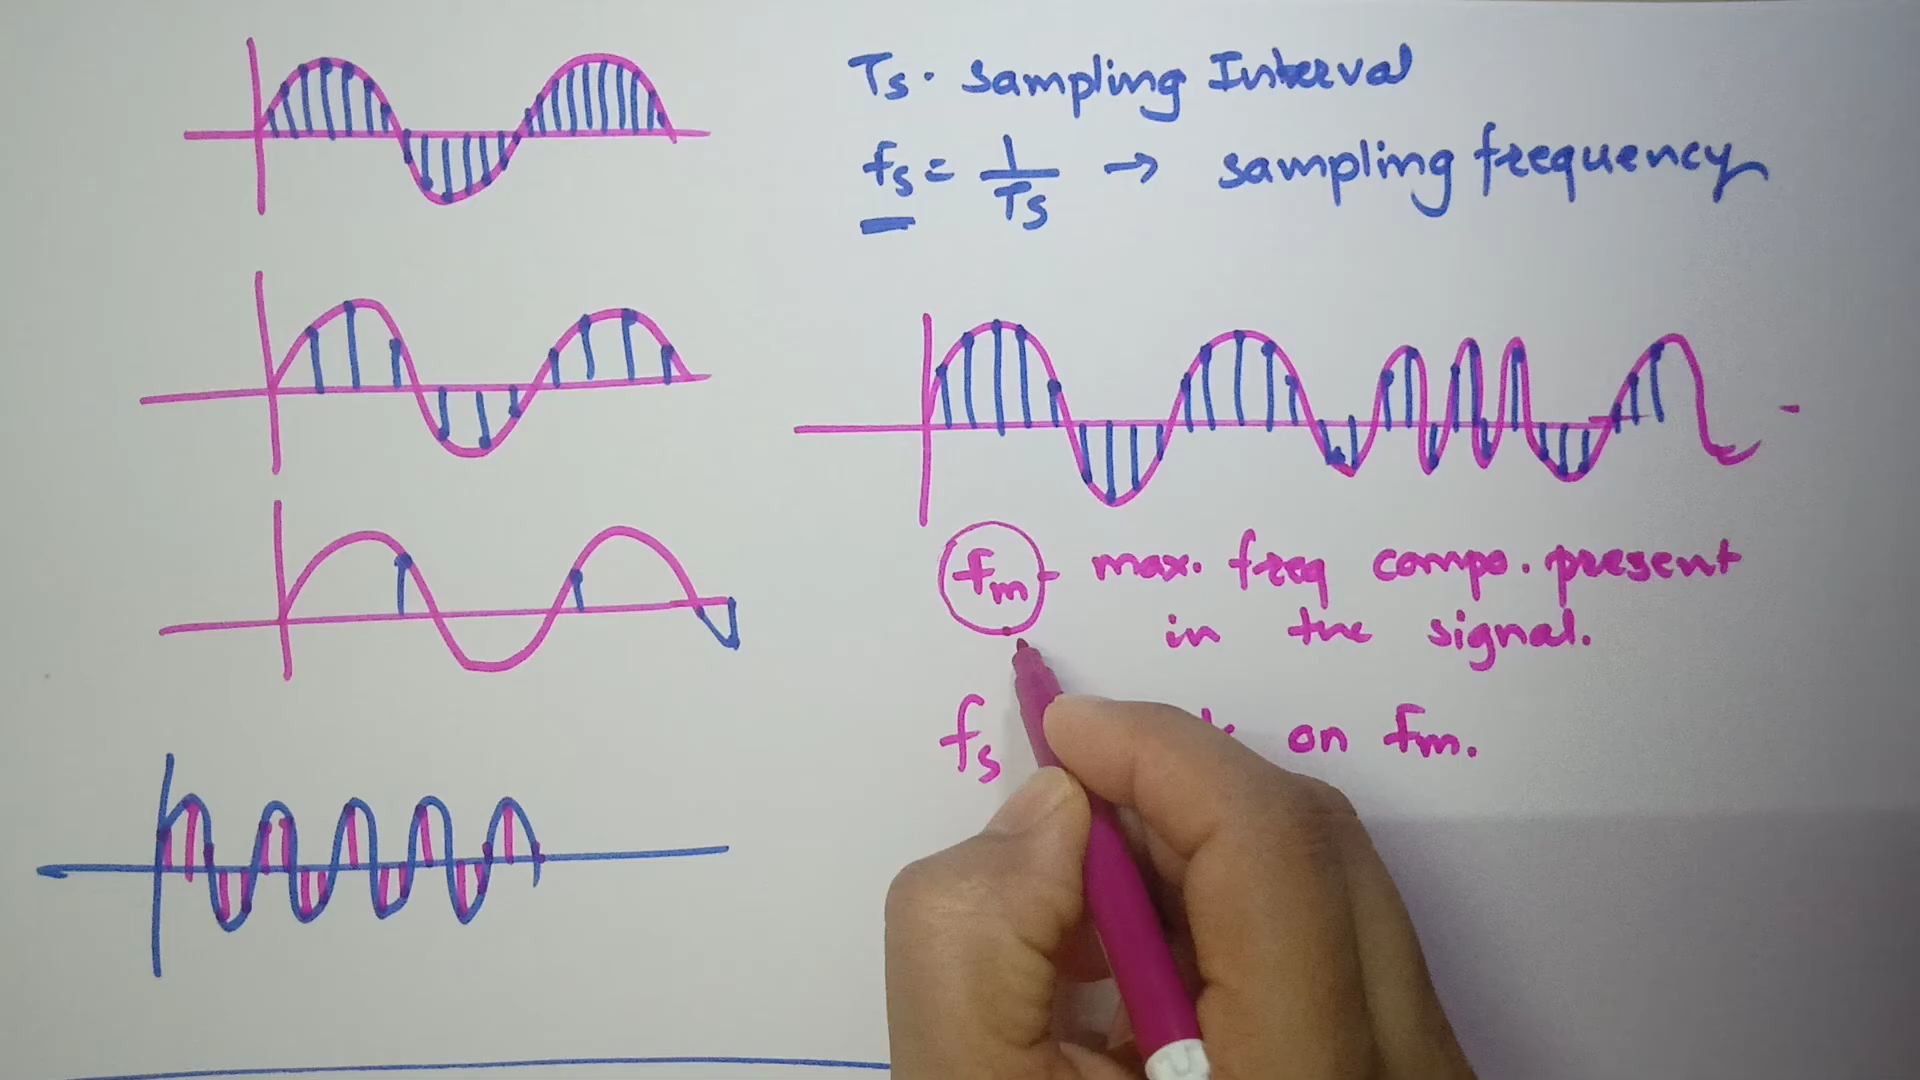 Ts. Sampling Interval
fs = 1/Ts → sampling frequency
fm - max. freq compo. present
in the signal.
fs on fm.